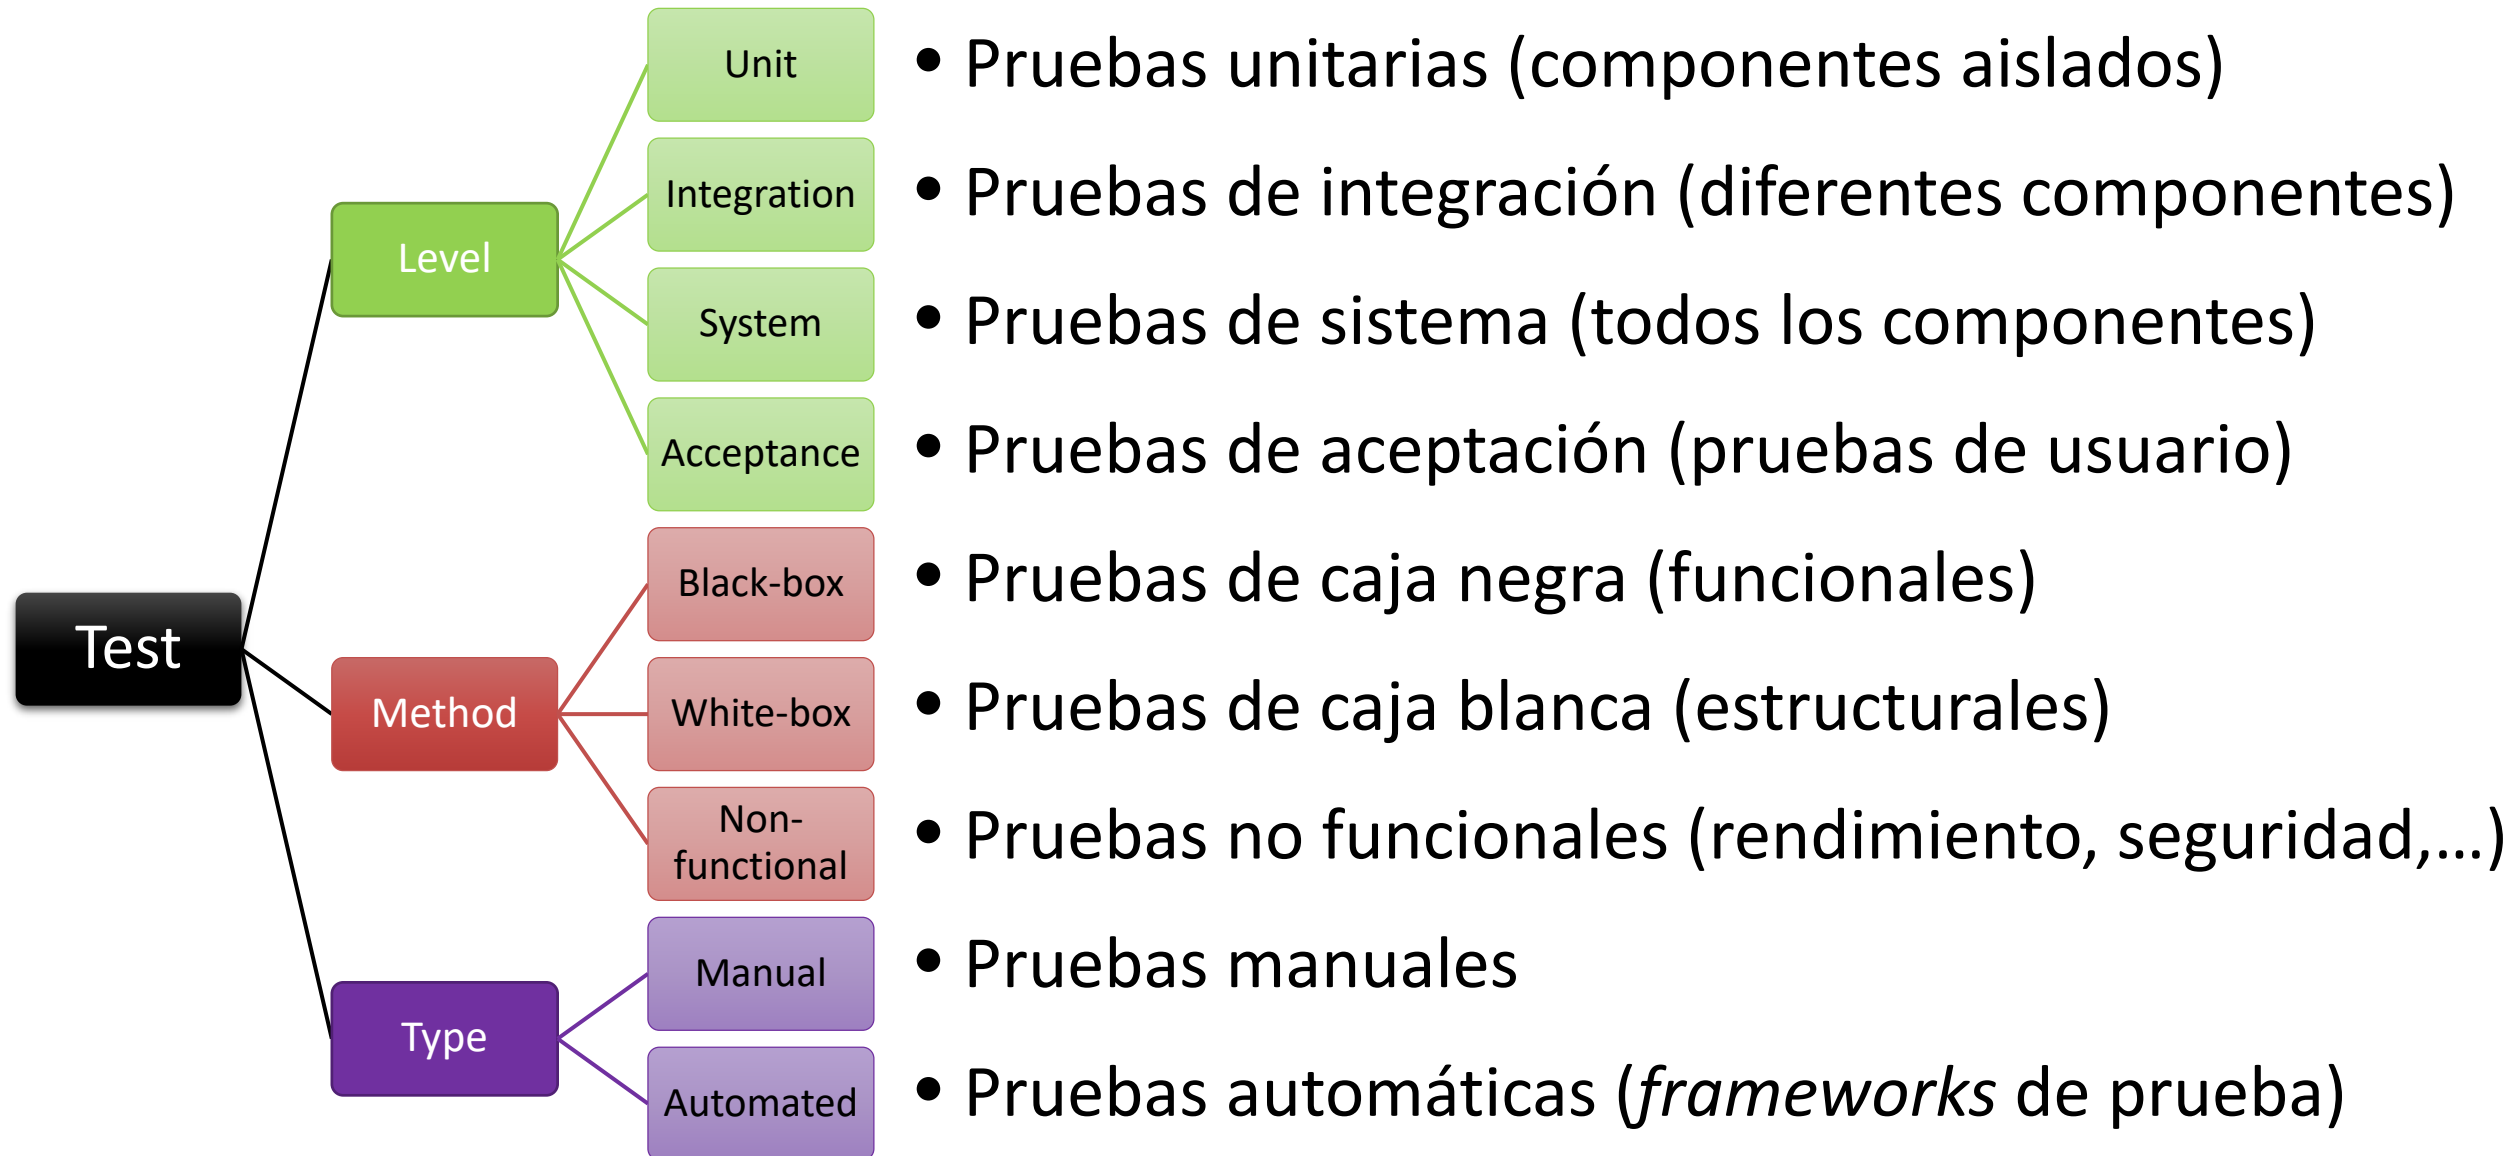 Test
Level
Unit
• Pruebas unitarias (componentes aislados)
Integration
• Pruebas de integración (diferentes componentes)
System
• Pruebas de sistema (todos los componentes)
Acceptance
• Pruebas de aceptación (pruebas de usuario)
Method
Black-box
• Pruebas de caja negra (funcionales)
White-box
• Pruebas de caja blanca (estructurales)
Non-
functional
• Pruebas no funcionales (rendimiento, seguridad,...)
Type
Manual
• Pruebas manuales
Automated
• Pruebas automáticas (frameworks de prueba)